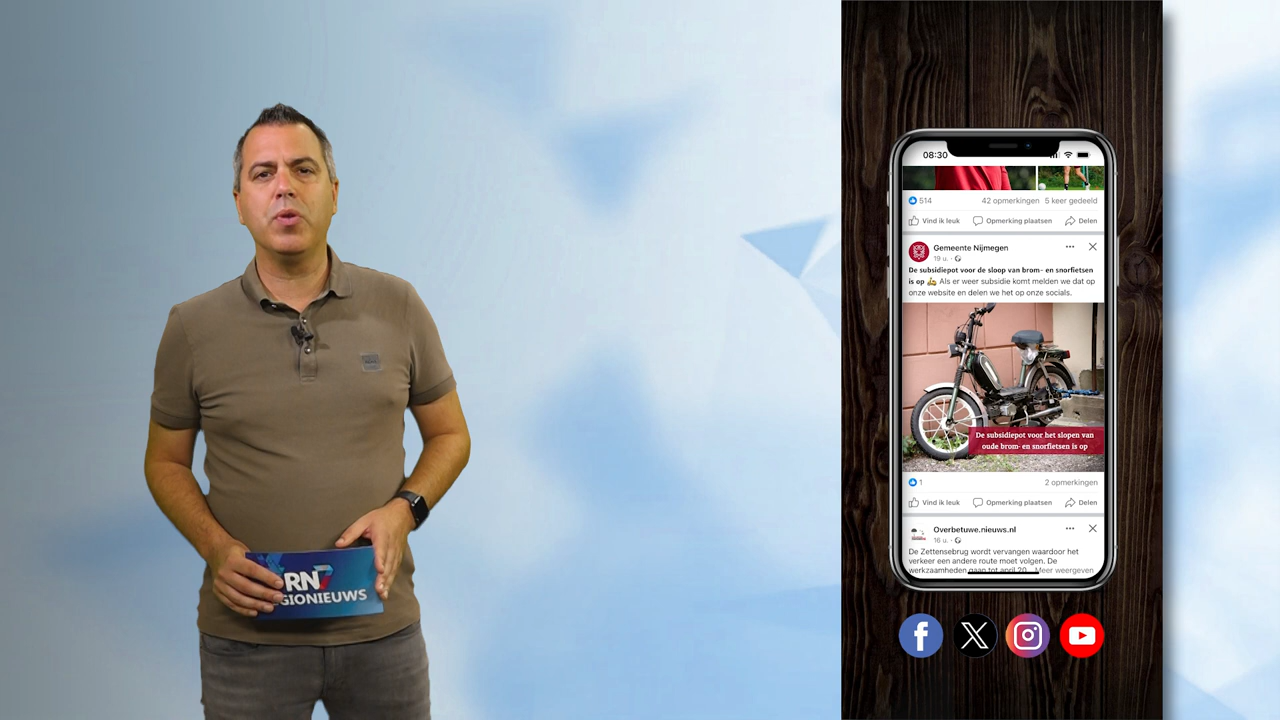 RN7
GIONIEUWS
08:30
514
42 opmerkingen 5 keer gedeeld
Vind ik leuk Opmerking plaatsen Delen
Gemeente Nijmegen
19 u.
De subsidiepot voor de sloop van brom- en snorfietsen
is op Als er weer subsidie komt melden we dat op
onze website en delen we het op onze socials.
De subsidiepot voor het slopen van
oude brom- en snorfietsen is op
1
2 opmerkingen
Vind ik leuk Opmerking plaatsen Delen
Overbetuwe.nieuws.nl
16 u.
De Zettensebrug wordt vervangen waardoor het
verkeer een andere route moet volgen. De
werkzaamheden gaan tot april 20... Meer weergeven